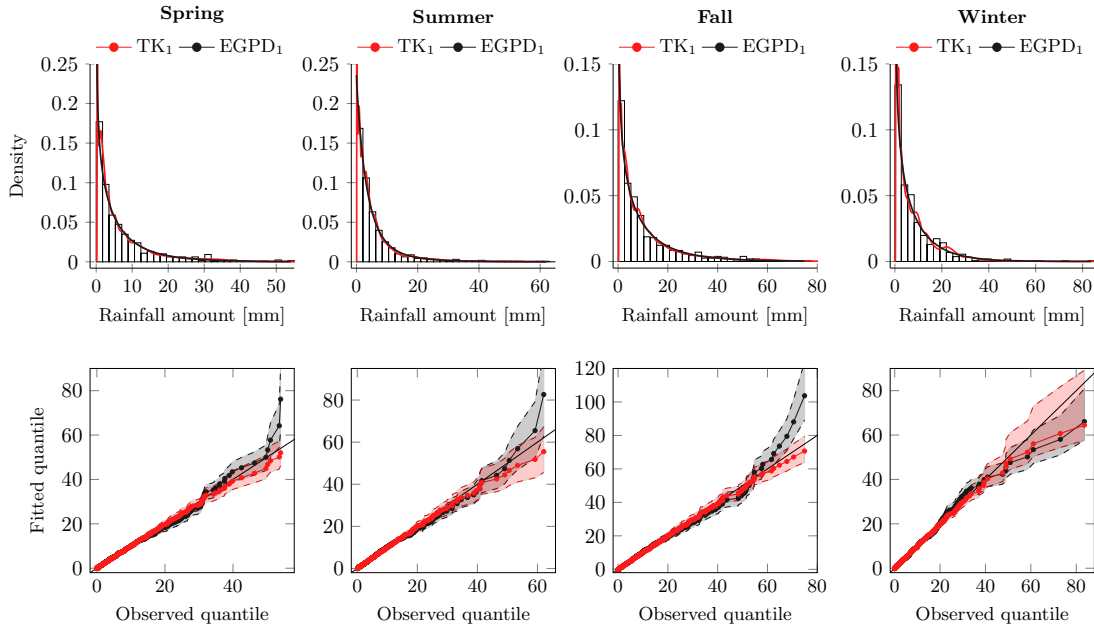 Spring Summer Fall Winter
TK₁ EGPD₁ TK₁ EGPD₁ TK₁ EGPD₁ TK₁ EGPD₁
Density
0.25 0.2 0.15 0.1 0.05 0
0 10 20 30 40 50
Rainfall amount [mm]
0.25 0.2 0.15 0.1 0.05 0
0 20 40 60
Rainfall amount [mm]
0.15 0.1 0.05 0
0 20 40 60 80
Rainfall amount [mm]
0.15 0.1 0.05 0
0 20 40 60 80
Rainfall amount [mm]
Fitted quantile
80 60 40 20 0
0 20 40
Observed quantile
80 60 40 20 0
0 20 40 60
Observed quantile
120 100 80 60 40 20 0
0 20 40 60 80
Observed quantile
80 60 40 20 0
0 20 40 60 80
Observed quantile